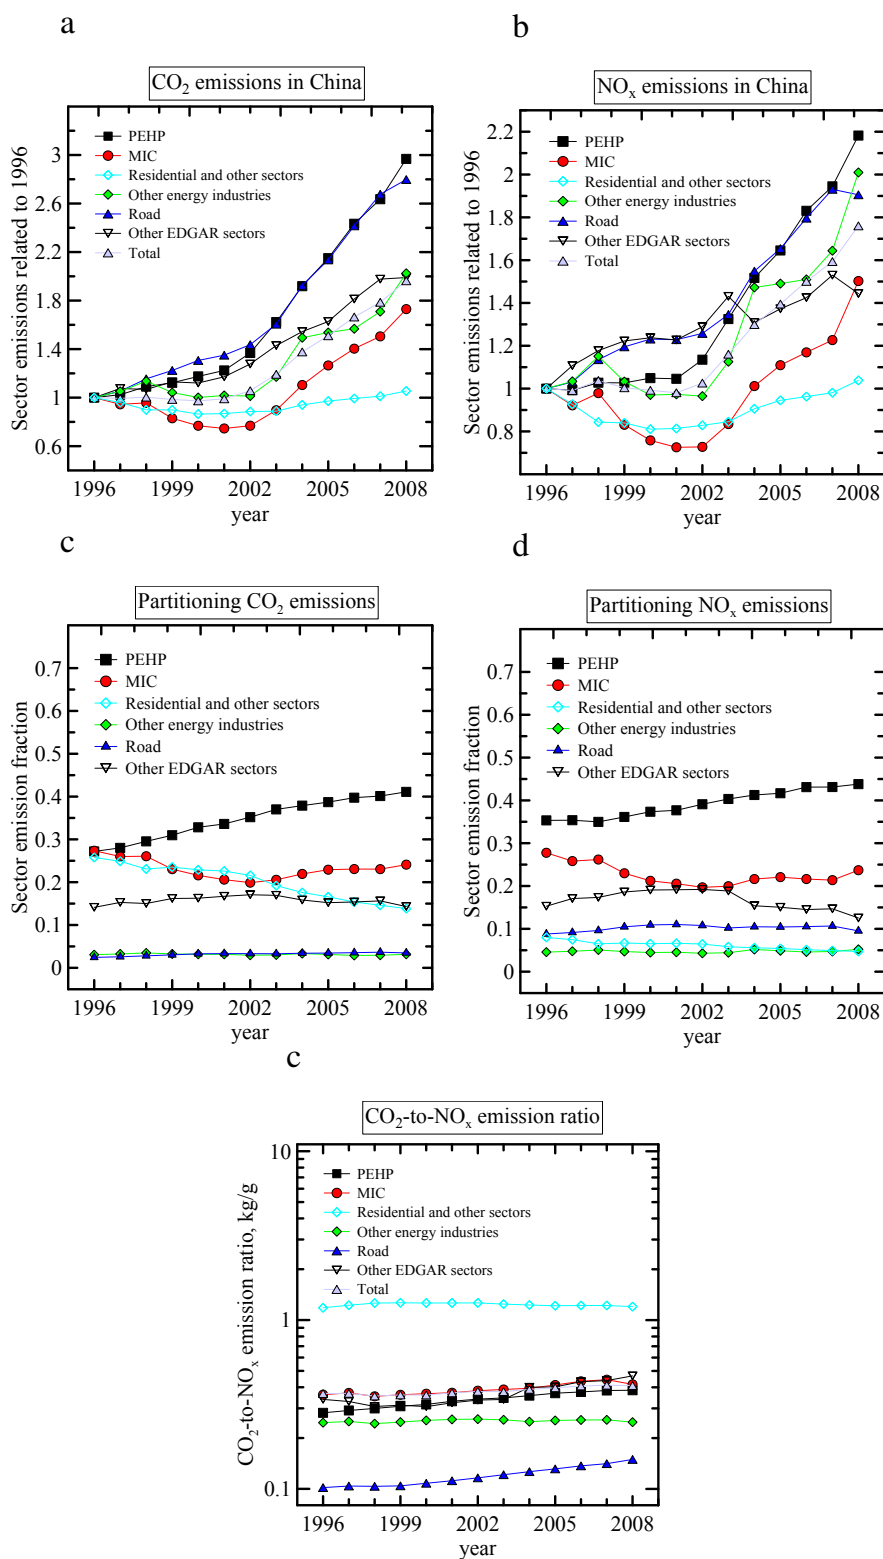 a
CO₂ emissions in China
Sector emissions related to 1996
3
2.6
2.2
1.8
1.4
1
0.6
PEHP
MIC
Residential and other sectors
Other energy industries
Road
Other EDGAR sectors
Total
1996 1999 2002 2005 2008
year
b
NOₓ emissions in China
Sector emissions related to 1996
2.2
2
1.8
1.6
1.4
1.2
1
0.8
PEHP
MIC
Residential and other sectors
Other energy industries
Road
Other EDGAR sectors
Total
1996 1999 2002 2005 2008
year
c
Partitioning CO₂ emissions
Sector emission fraction
0.7
0.6
0.5
0.4
0.3
0.2
0.1
0
PEHP
MIC
Residential and other sectors
Other energy industries
Road
Other EDGAR sectors
1996 1999 2002 2005 2008
year
d
Partitioning NOₓ emissions
Sector emission fraction
0.7
0.6
0.5
0.4
0.3
0.2
0.1
0
PEHP
MIC
Residential and other sectors
Other energy industries
Road
Other EDGAR sectors
1996 1999 2002 2005 2008
year
c
CO₂-to-NOₓ emission ratio
CO₂-to-NOₓ emission ratio, kg/g
10
1
0.1
PEHP
MIC
Residential and other sectors
Other energy industries
Road
Other EDGAR sectors
Total
1996 1999 2002 2005 2008
year